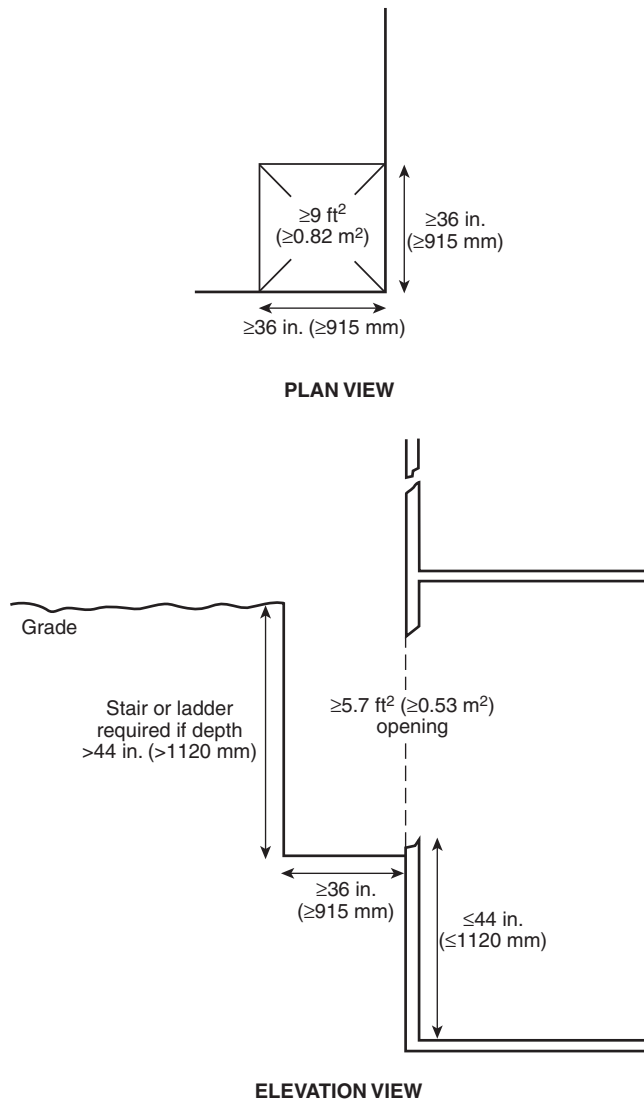 ≥9 ft²
(≥0.82 m²)
≥36 in.
(≥915 mm)
≥36 in. (≥915 mm)
PLAN VIEW
Grade
Stair or ladder
required if depth
>44 in. (>1120 mm)
≥5.7 ft² (≥0.53 m²)
opening
≥36 in.
(≥915 mm)
≤44 in.
(≤1120 mm)
ELEVATION VIEW